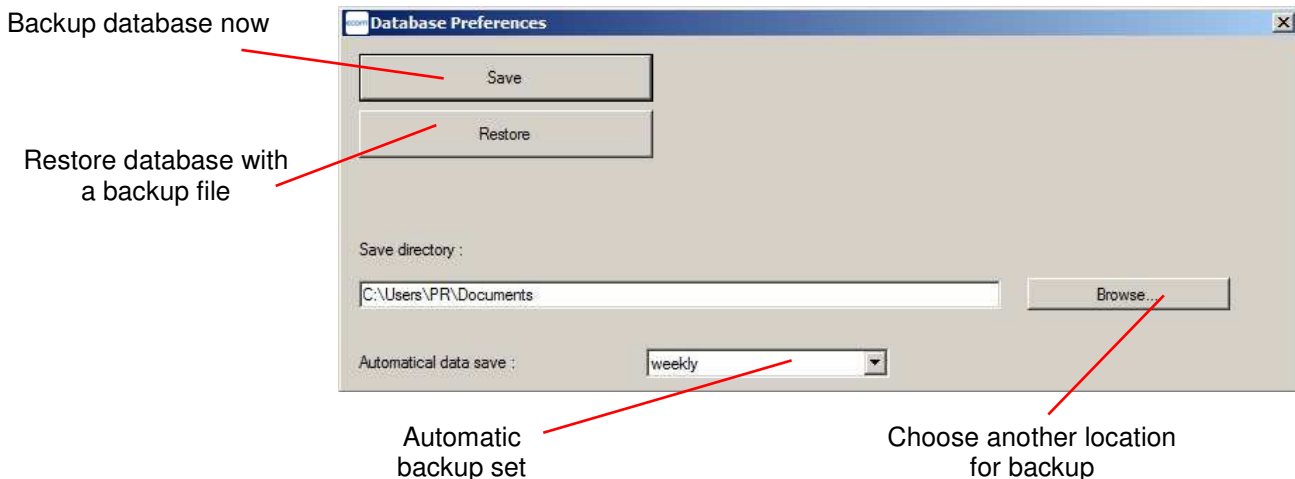 Backup database now
ecom Database Preferences
Save
Restore
Restore database with
a backup file
Save directory :
C:\Users\PR\Documents
Browse...
Automatical data save :
weekly
Automatic
backup set
Choose another location
for backup